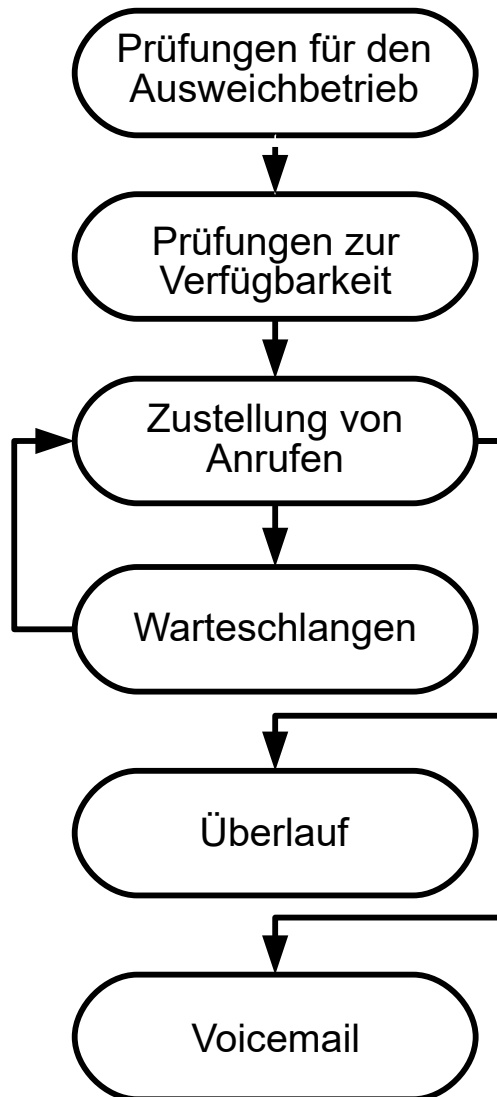 Prüfungen für den
Ausweichbetrieb
Prüfungen zur
Verfügbarkeit
Zustellung von
Anrufen
Warteschlangen
Überlauf
Voicemail